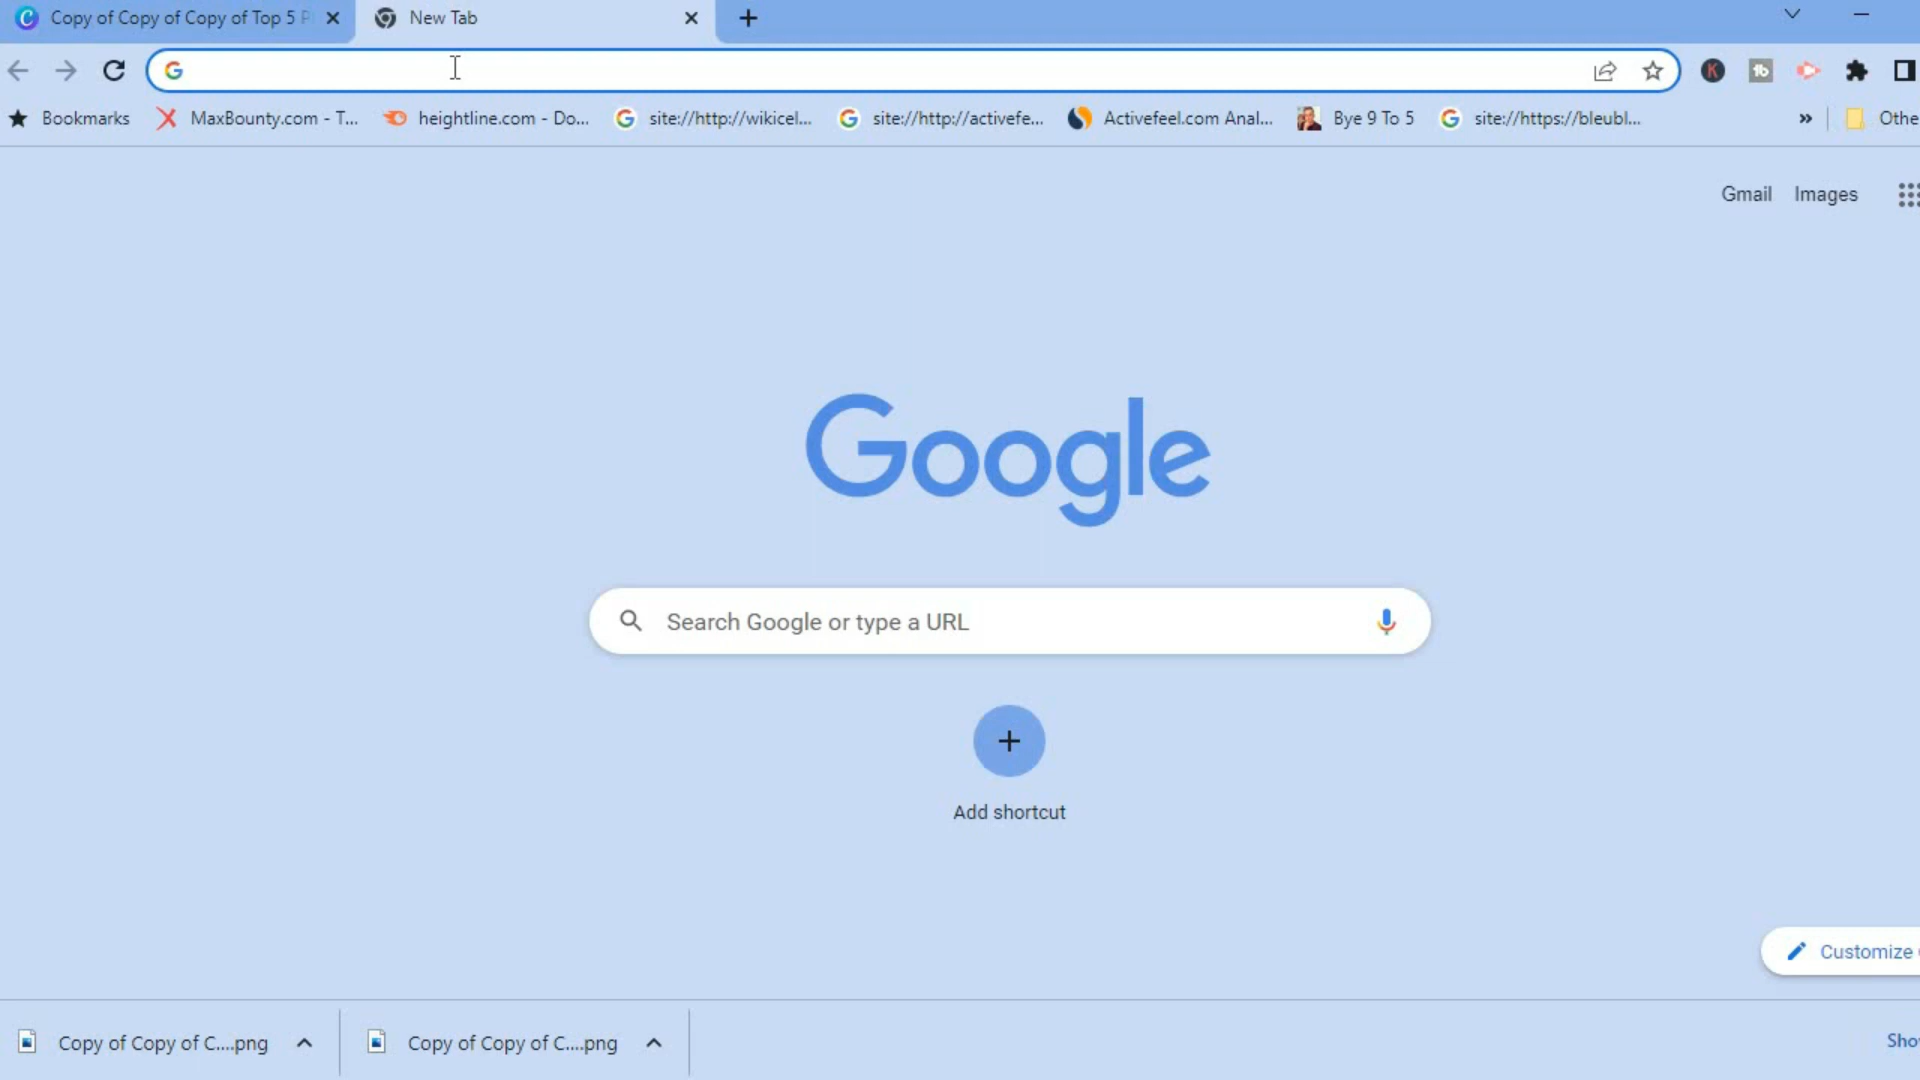 Copy of Copy of Copy of Top 5 P
New Tab
Bookmarks
MaxBounty.com - T...
heightline.com - Do...
site://http://wikicel...
site://http://activefe...
Activefeel.com Anal...
Bye 9 To 5
site://https://bleubl...
»
Othe
Gmail
Images
Google
Search Google or type a URL
Add shortcut
Customize
Copy of Copy of C....png
Copy of Copy of C....png
Sho